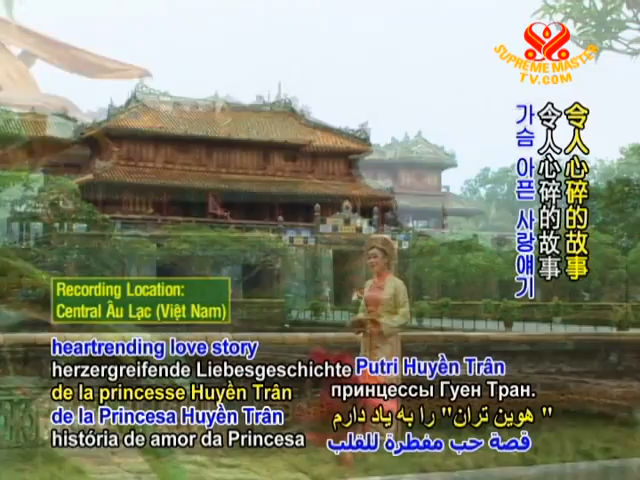 SUPREME MASTER
TV.COM
令人心碎的故事
令人心碎的故事
가슴 아픈 사랑얘기
Recording Location:
Central Âu Lạc (Việt Nam)
heartrending love story
herzergreifende Liebesgeschichte
de la princesse Huyền Trân
de la Princesa Huyền Trân
história de amor da Princesa
Putri Huyền Trân
принцессы Гуен Тран.
" هوین تران" را به یاد دارم
قصة حب مفطرة للقلب